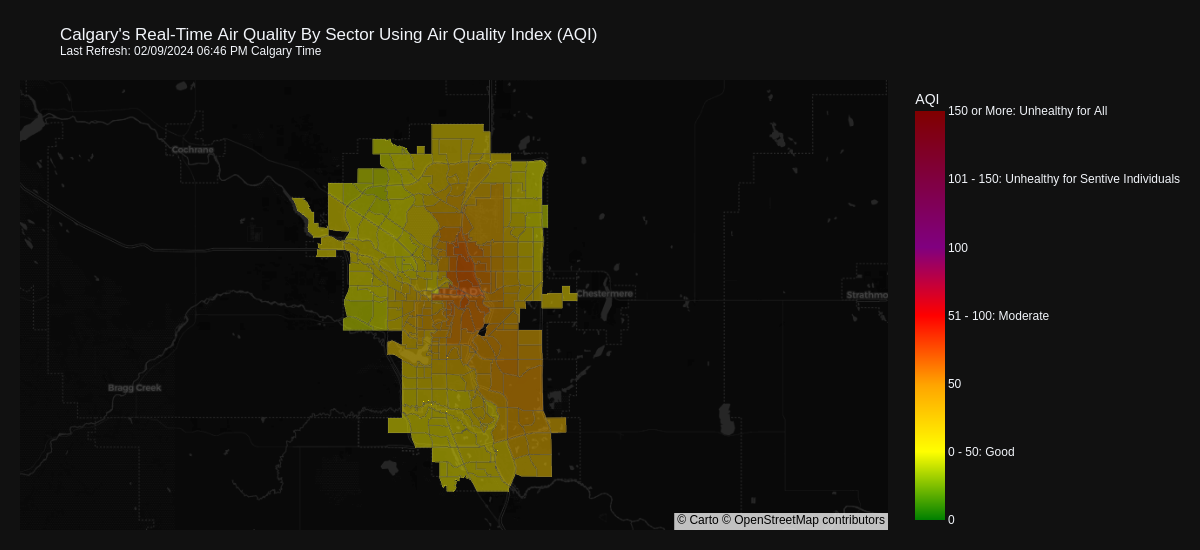 Calgary's Real-Time Air Quality By Sector Using Air Quality Index (AQI)
Last Refresh: 02/09/2024 06:46 PM Calgary Time
AQI
150 or More: Unhealthy for All
Cochrane
101 - 150: Unhealthy for Sentive Individuals
100
CALGARY
Chestermere
Strathmo
51 - 100: Moderate
Bragg Creek
50
0 - 50: Good
0
© Carto © OpenStreetMap contributors